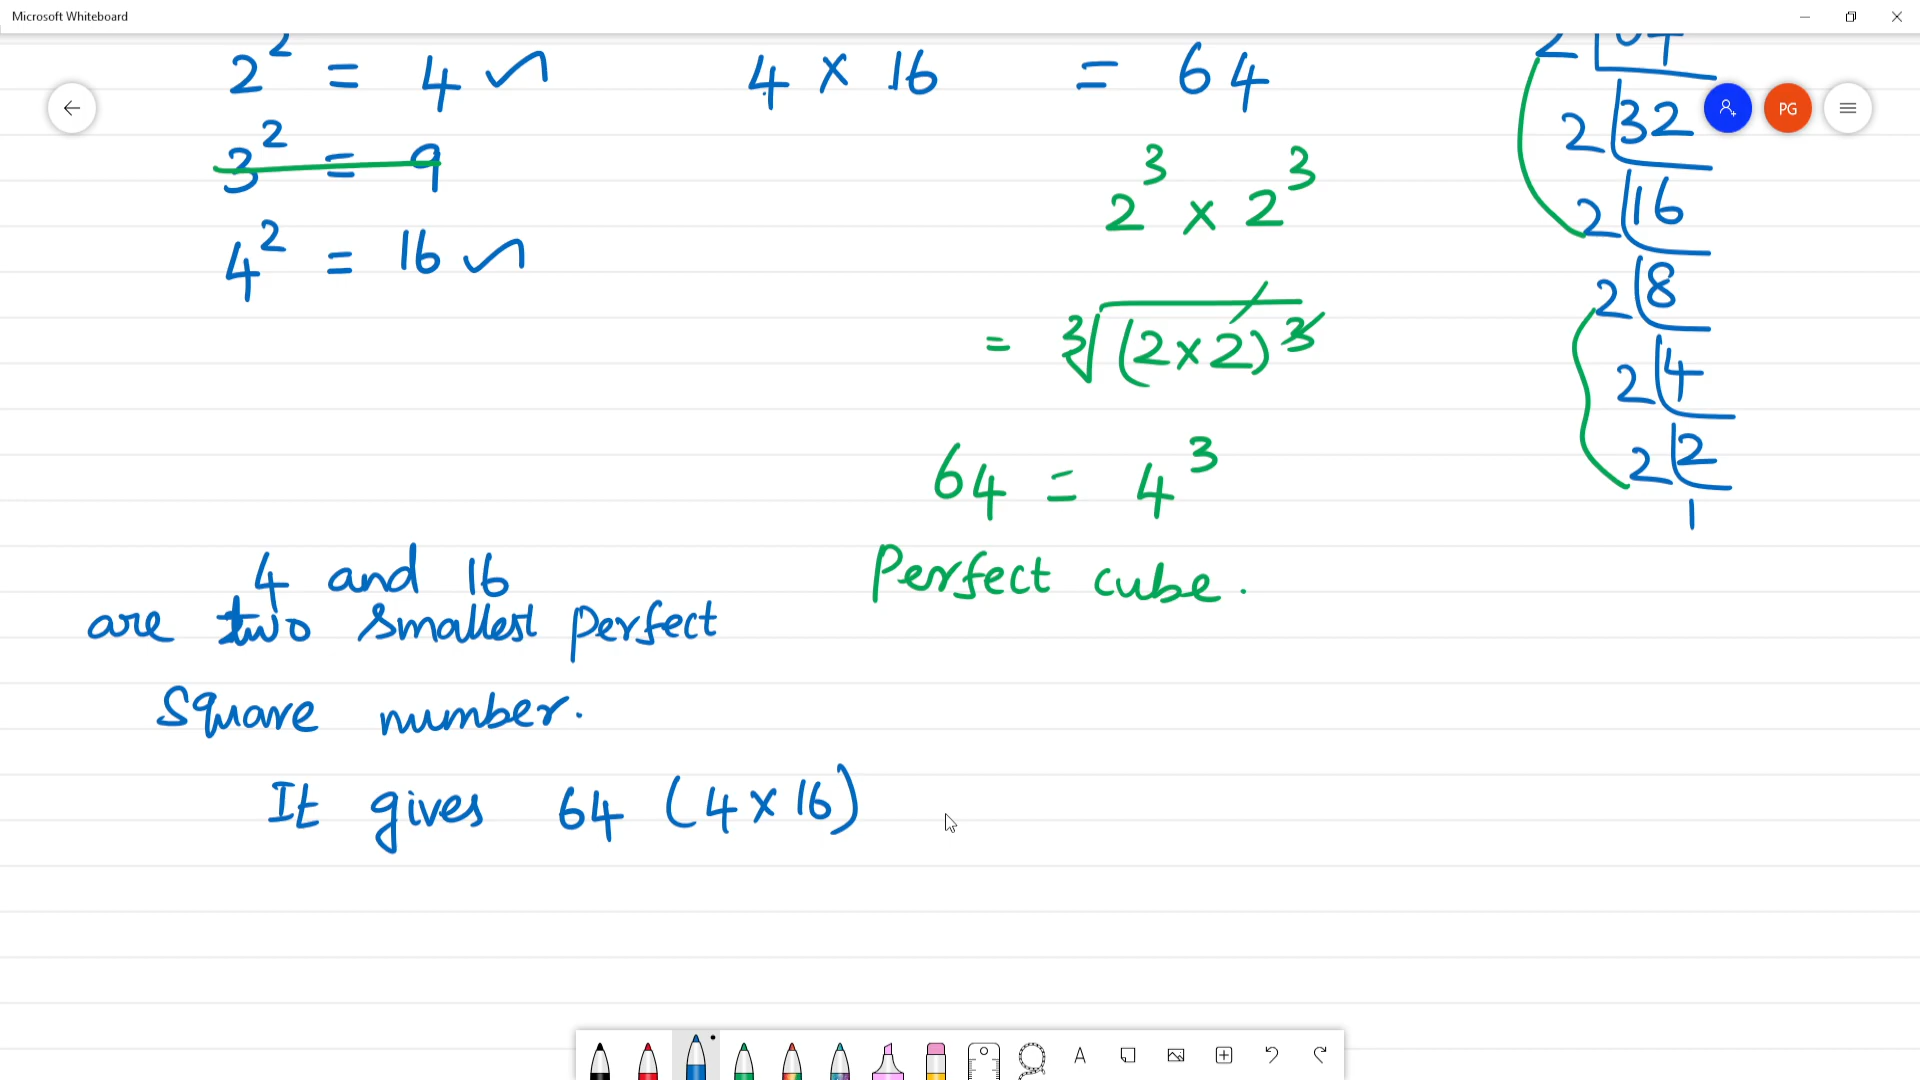 Microsoft Whiteboard
2² = 4
4 × 16 = 64
3² = 9
4² = 16
2³ × 2³
= ∛(2×2)³
64 = 4³
Perfect cube.
PG
2 32
2 16
2 8
2 4
2 2
1
4 and 16
are two smallest perfect
Square number.
It gives 64 (4×16)
A